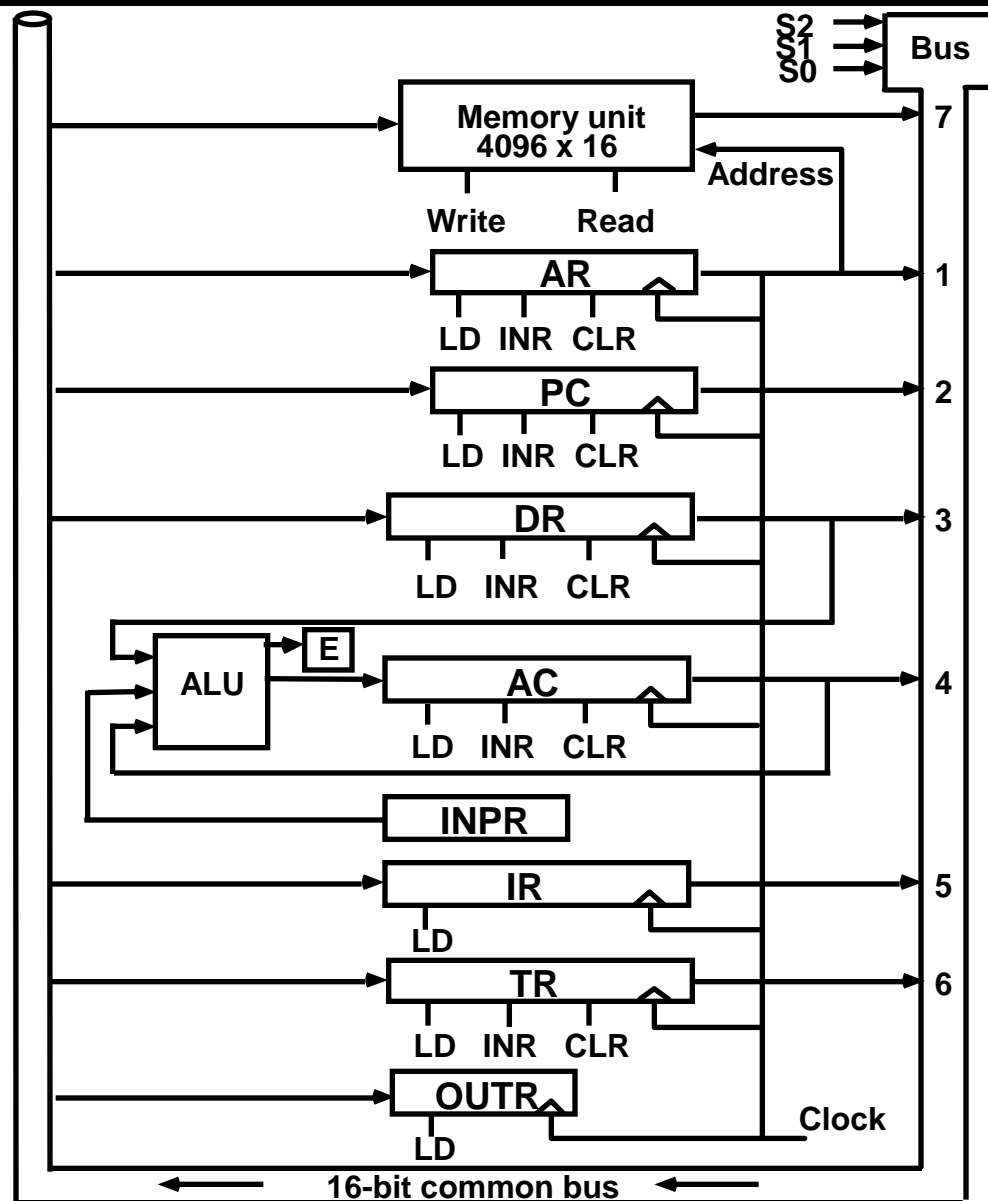 S2
S1
S0
Bus
Memory unit
4096 x 16
7
Address
Write Read
AR
1
LD INR CLR
PC
2
LD INR CLR
DR
3
LD INR CLR
E
ALU
AC
4
LD INR CLR
INPR
IR
5
LD
TR
6
LD INR CLR
OUTR
LD
Clock
16-bit common bus